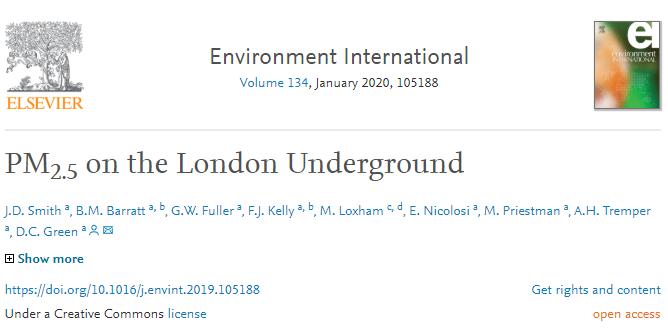 ELSEVIER
Environment International
Volume 134, January 2020, 105188
environment
INTERNATIONAL
PM2.5 on the London Underground
J.D. Smith a, B.M. Barratt a, b, G.W. Fuller a, F.J. Kelly a, b, M. Loxham c, d, E. Nicolosi a, M. Priestman a, A.H. Tremper
a, D.C. Green a
Show more
https://doi.org/10.1016/j.envint.2019.105188 Get rights and content
Under a Creative Commons license open access